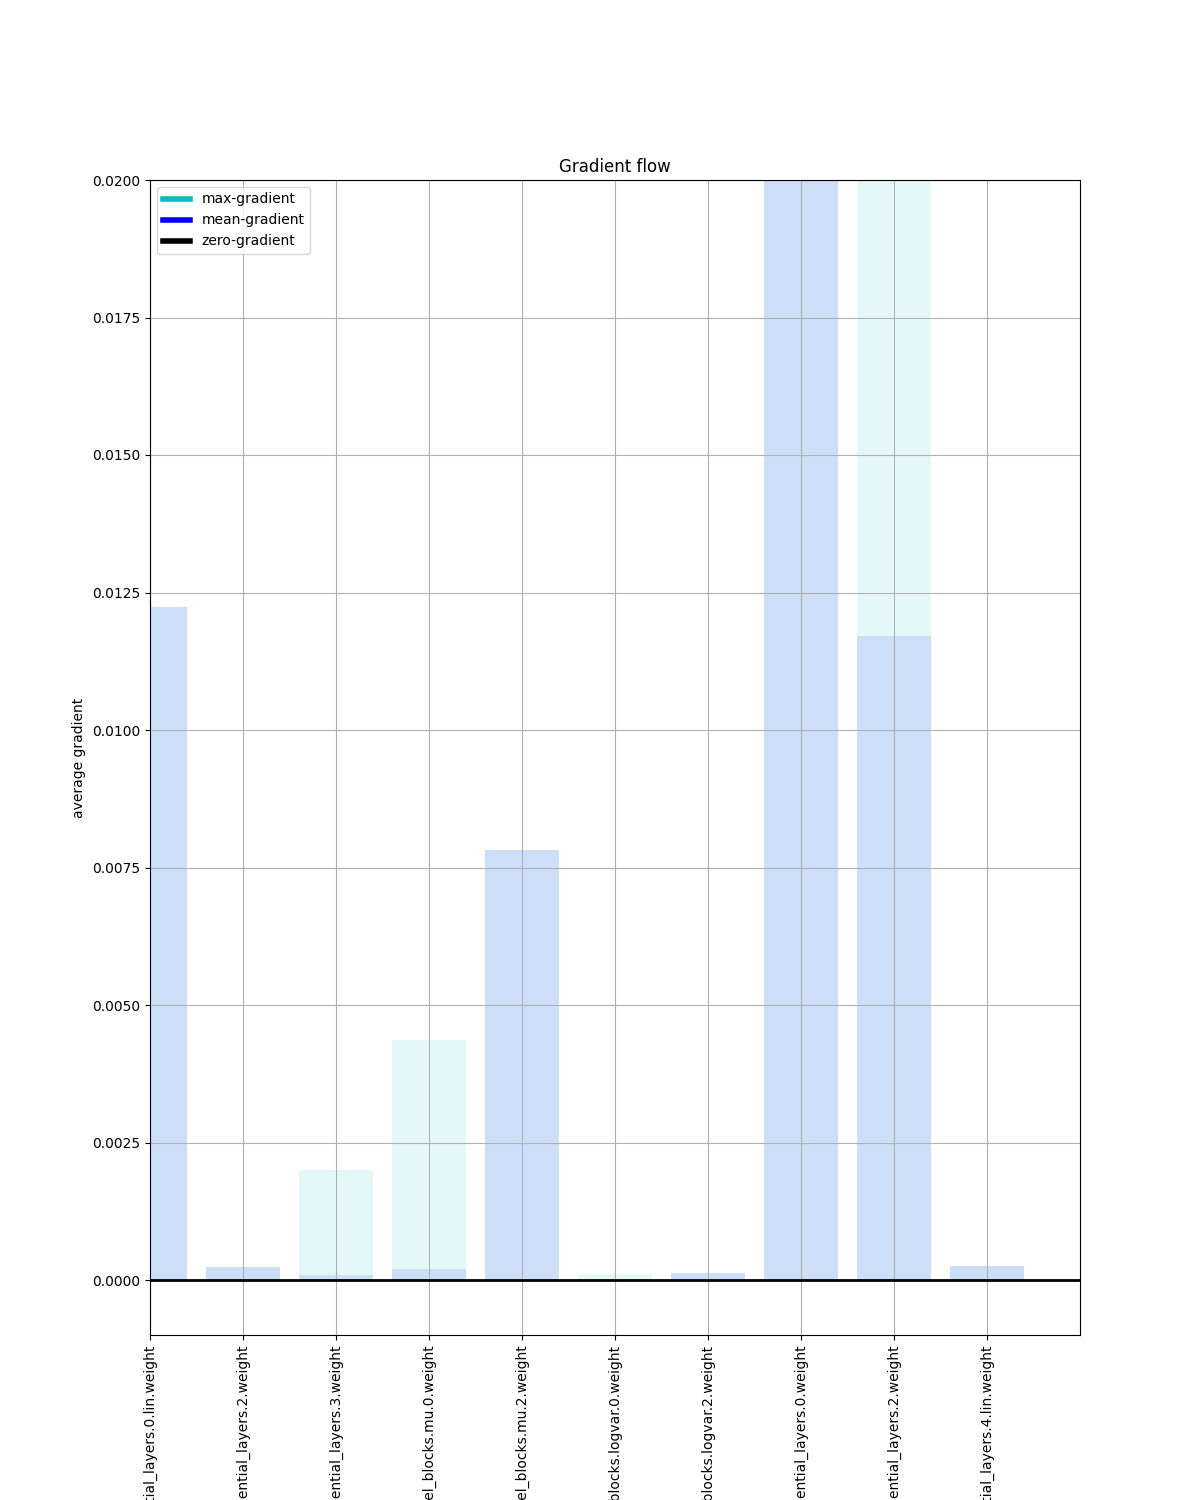 Gradient flow
max-gradient
mean-gradient
zero-gradient
0.0200
0.0175
0.0150
0.0125
0.0100
0.0075
0.0050
0.0025
0.0000
average gradient
tial_layers.0.lin.weight
ential_layers.2.weight
ential_layers.3.weight
el_blocks.mu.0.weight
el_blocks.mu.2.weight
blocks.logvar.0.weight
blocks.logvar.2.weight
ential_layers.0.weight
ential_layers.2.weight
tial_layers.4.lin.weight